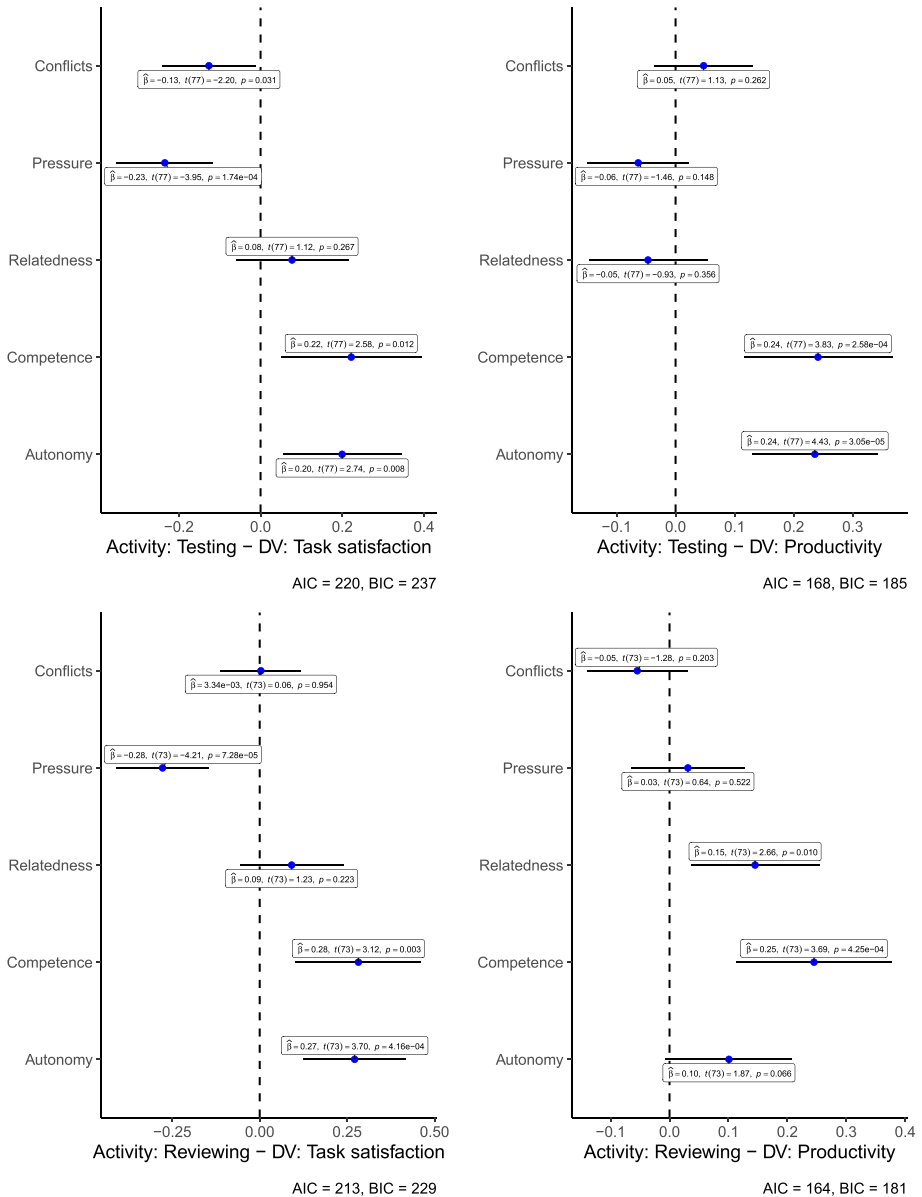 Conflicts
β̂ = −0.13, t(77) = −2.20, p = 0.031
Pressure
β̂ = −0.23, t(77) = −3.95, p = 1.74e−04
Relatedness
β̂ = 0.08, t(77) = 1.12, p = 0.267
Competence
β̂ = 0.22, t(77) = 2.58, p = 0.012
Autonomy
β̂ = 0.20, t(77) = 2.74, p = 0.008
−0.2 0.0 0.2 0.4
Activity: Testing − DV: Task satisfaction
AIC = 220, BIC = 237
Conflicts
β̂ = 0.05, t(77) = 1.13, p = 0.262
Pressure
β̂ = −0.06, t(77) = −1.46, p = 0.148
Relatedness
β̂ = −0.05, t(77) = −0.93, p = 0.356
Competence
β̂ = 0.24, t(77) = 3.83, p = 2.58e−04
Autonomy
β̂ = 0.24, t(77) = 4.43, p = 3.05e−05
−0.1 0.0 0.1 0.2 0.3
Activity: Testing − DV: Productivity
AIC = 168, BIC = 185
Conflicts
β̂ = 3.34e−03, t(73) = 0.06, p = 0.954
Pressure
β̂ = −0.28, t(73) = −4.21, p = 7.28e−05
Relatedness
β̂ = 0.09, t(73) = 1.23, p = 0.223
Competence
β̂ = 0.28, t(73) = 3.12, p = 0.003
Autonomy
β̂ = 0.27, t(73) = 3.70, p = 4.16e−04
−0.25 0.00 0.25 0.50
Activity: Reviewing − DV: Task satisfaction
AIC = 213, BIC = 229
Conflicts
β̂ = −0.05, t(73) = −1.28, p = 0.203
Pressure
β̂ = 0.03, t(73) = 0.64, p = 0.522
Relatedness
β̂ = 0.15, t(73) = 2.66, p = 0.010
Competence
β̂ = 0.25, t(73) = 3.69, p = 4.25e−04
Autonomy
β̂ = 0.10, t(73) = 1.87, p = 0.066
−0.1 0.0 0.1 0.2 0.3 0.4
Activity: Reviewing − DV: Productivity
AIC = 164, BIC = 181